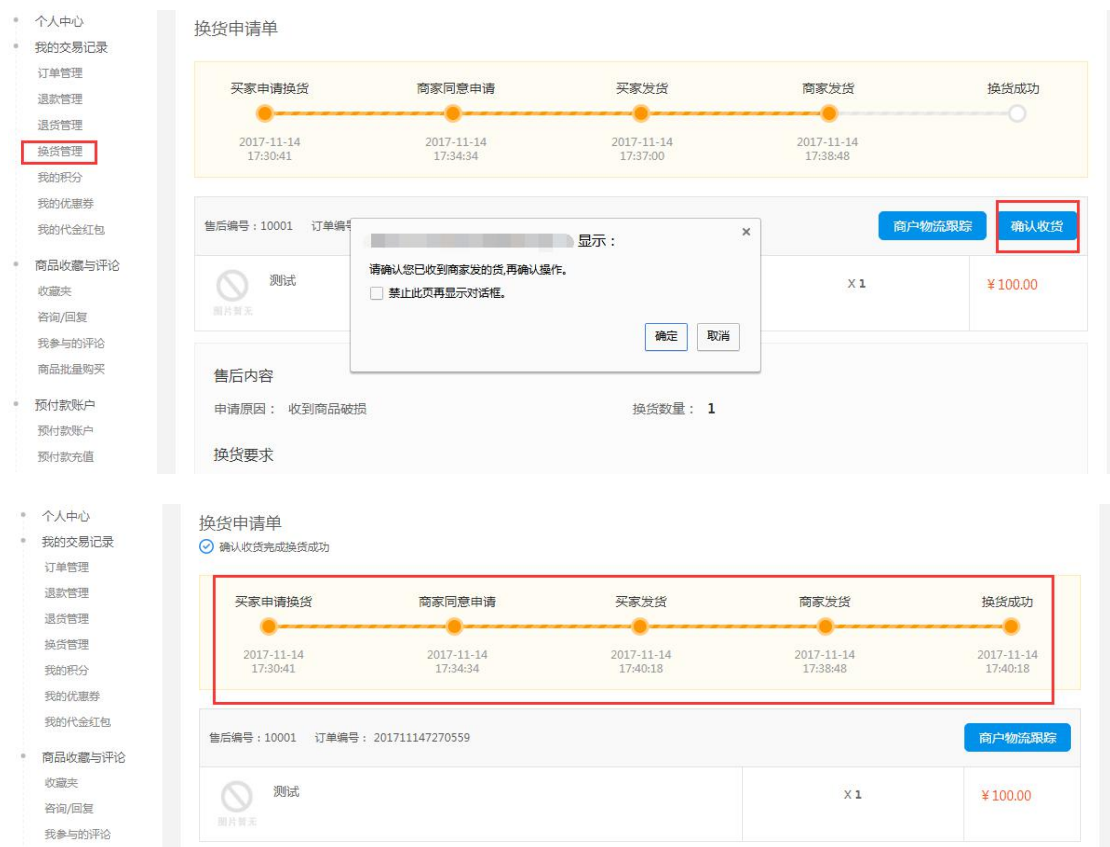 个人中心
我的交易记录
订单管理
退款管理
退货管理
换货管理
我的积分
我的优惠券
我的代金红包
商品收藏与评论
收藏夹
咨询/回复
我参与的评论
商品批量购买
预付款账户
预付款账户
预付款充值
换货申请单
买家申请换货 商家同意申请 买家发货 商家发货 换货成功
2017-11-14 2017-11-14 2017-11-14 2017-11-14
17:30:41 17:34:34 17:37:00 17:38:48
售后编号：10001 订单编号 商户物流跟踪 确认收货
显示：
×
请确认您已收到商家发的货,再确认操作。
禁止此页再显示对话框。
确定 取消
测试 X 1 ￥100.00
图片暂无
售后内容
申请原因： 收到商品破损 换货数量： 1
换货要求
个人中心
我的交易记录
订单管理
退款管理
退货管理
换货管理
我的积分
我的优惠券
我的代金红包
商品收藏与评论
收藏夹
咨询/回复
我参与的评论
换货申请单
确认收货完成换货成功
买家申请换货 商家同意申请 买家发货 商家发货 换货成功
2017-11-14 2017-11-14 2017-11-14 2017-11-14 2017-11-14
17:30:41 17:34:34 17:40:18 17:38:48 17:40:18
售后编号：10001 订单编号： 201711147270559 商户物流跟踪
测试 X 1 ￥100.00
图片暂无